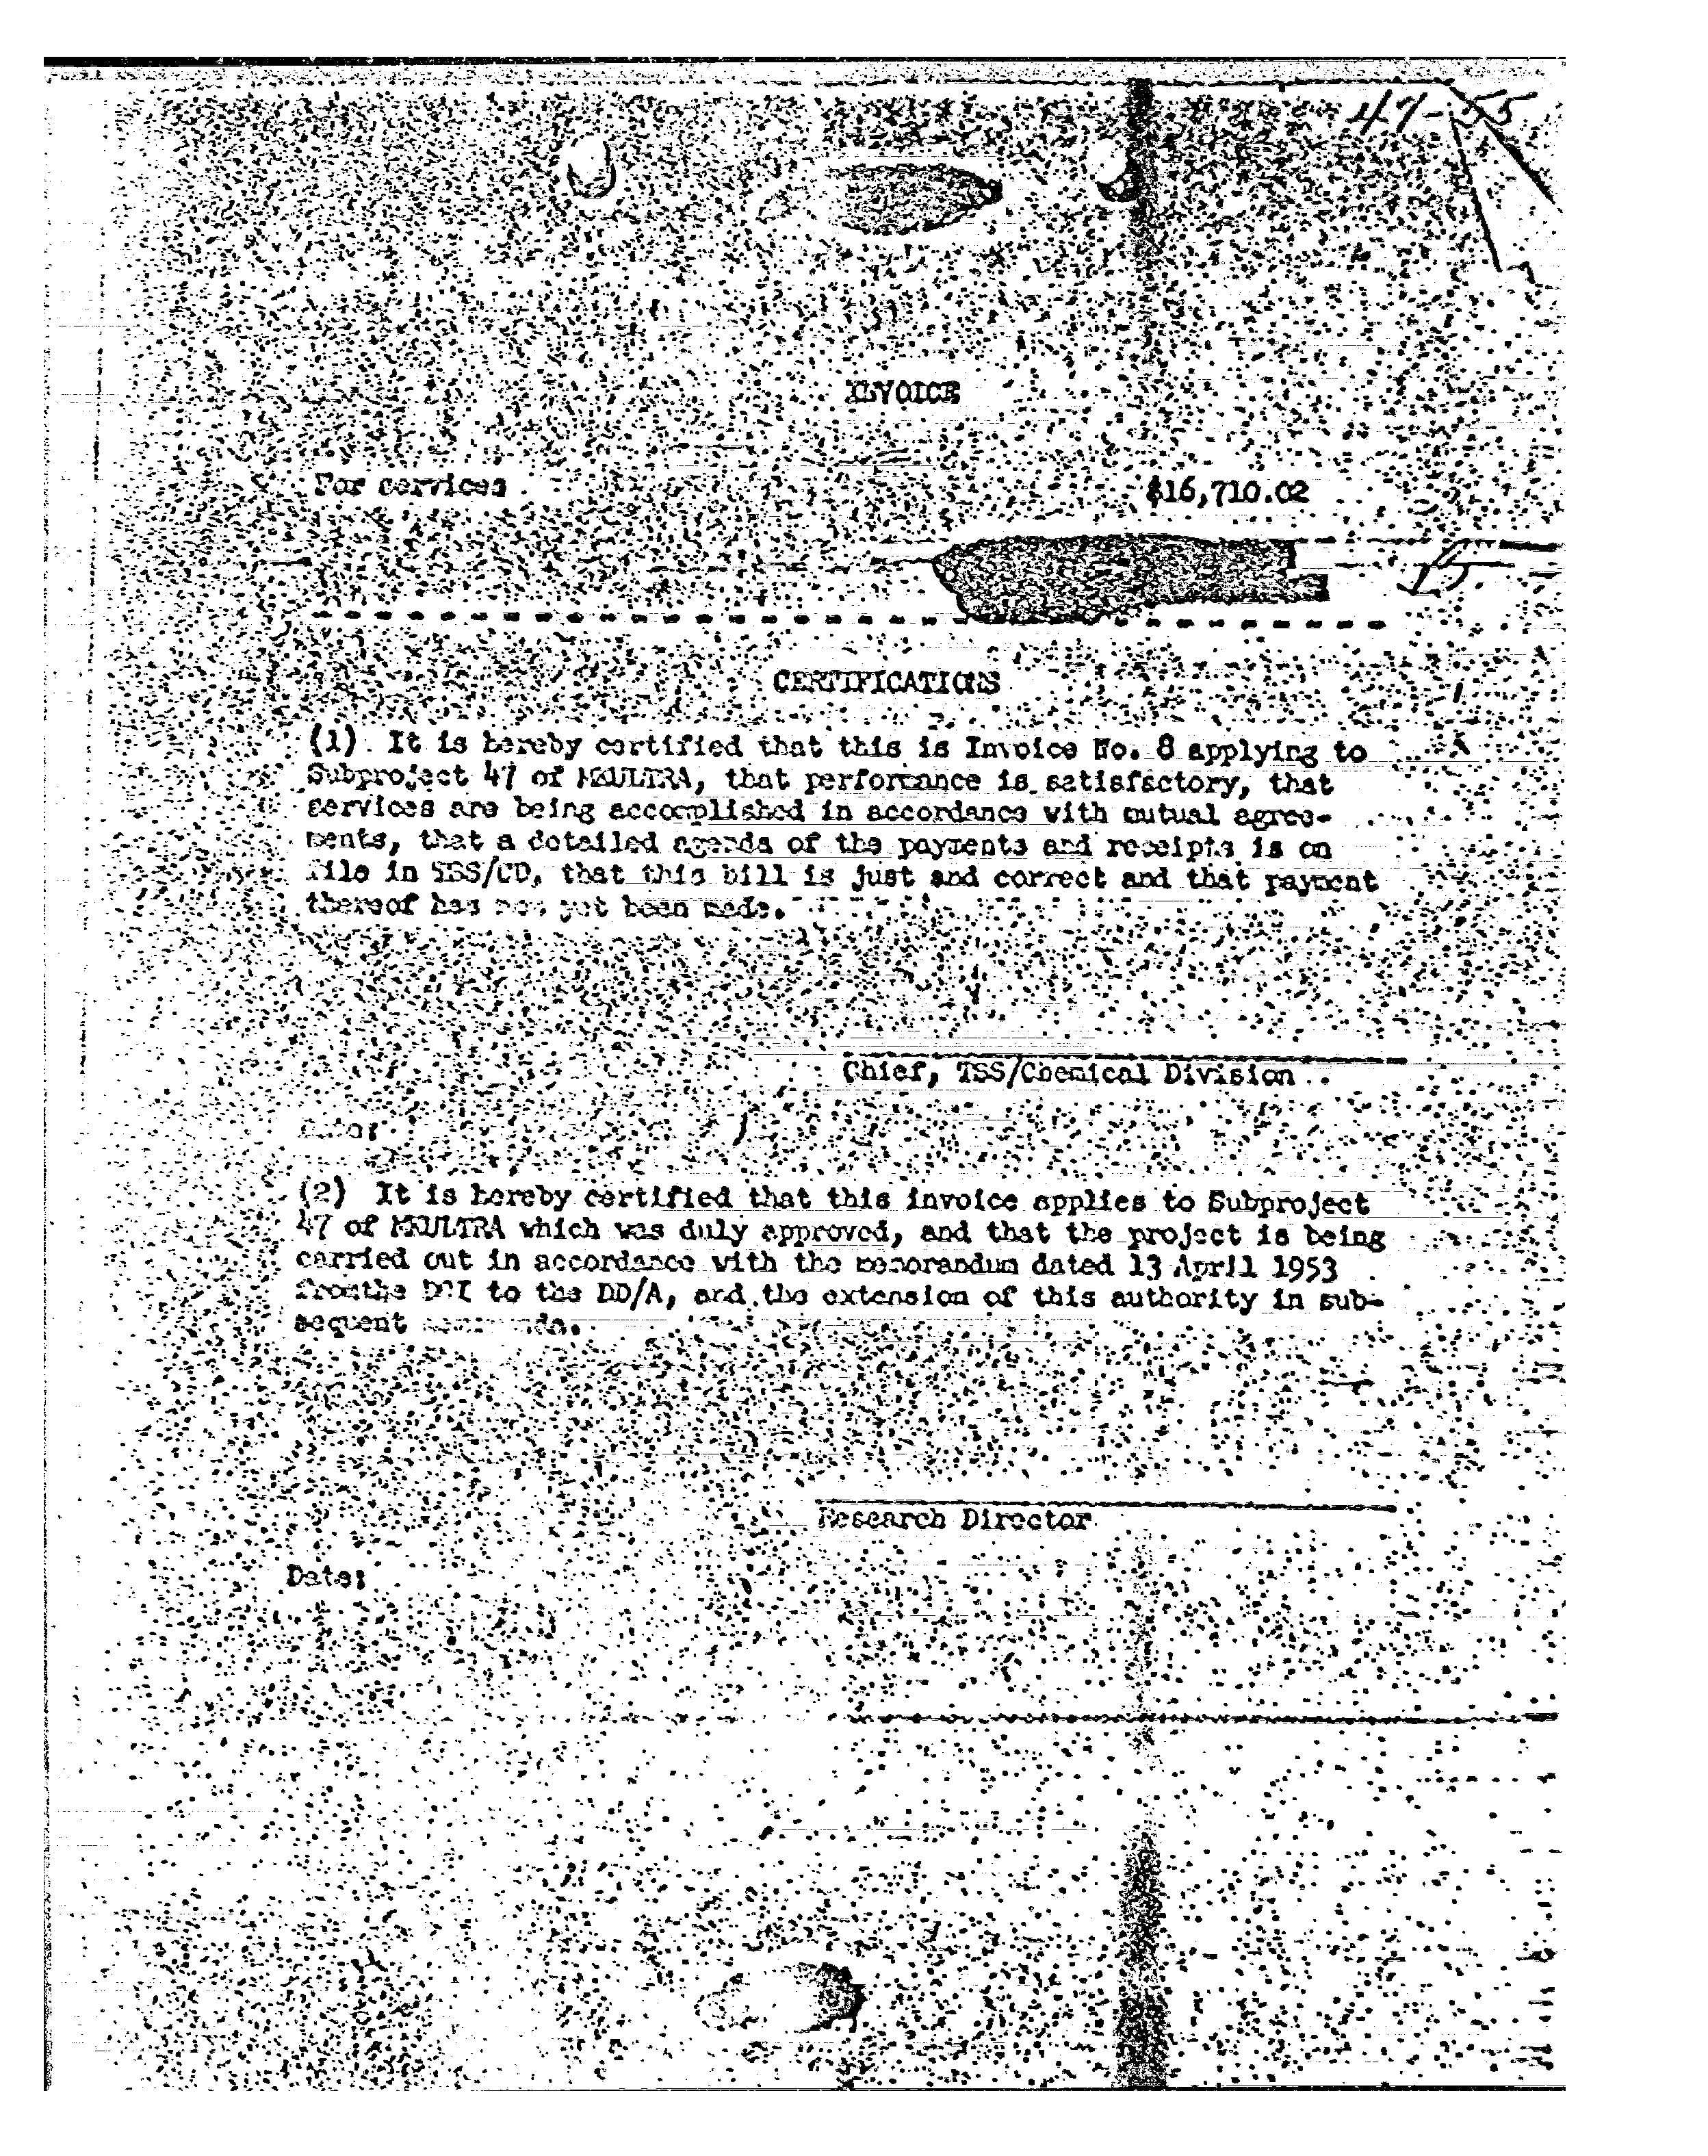 47-55
INVOICE
For services
$16,710.02
CERTIFICATIONS
(1) It is hereby certified that this is Invoice No. 8 applying to
Subproject 47 of MKULTRA, that performance is satisfactory, that
services are being accomplished in accordance with mutual agree-
ments, that a detailed agenda of the payments and receipts is on
file in TSS/CD, that this bill is just and correct and that payment
thereof has not yet been made.
Chief, TSS/Chemical Division
Date:
(2) It is hereby certified that this invoice applies to Subproject
47 of MKULTRA which was duly approved, and that the project is being
carried out in accordance with the memorandum dated 13 April 1953
from the DCI to the DD/A, and the extension of this authority in sub-
sequent
Research Director
Date: